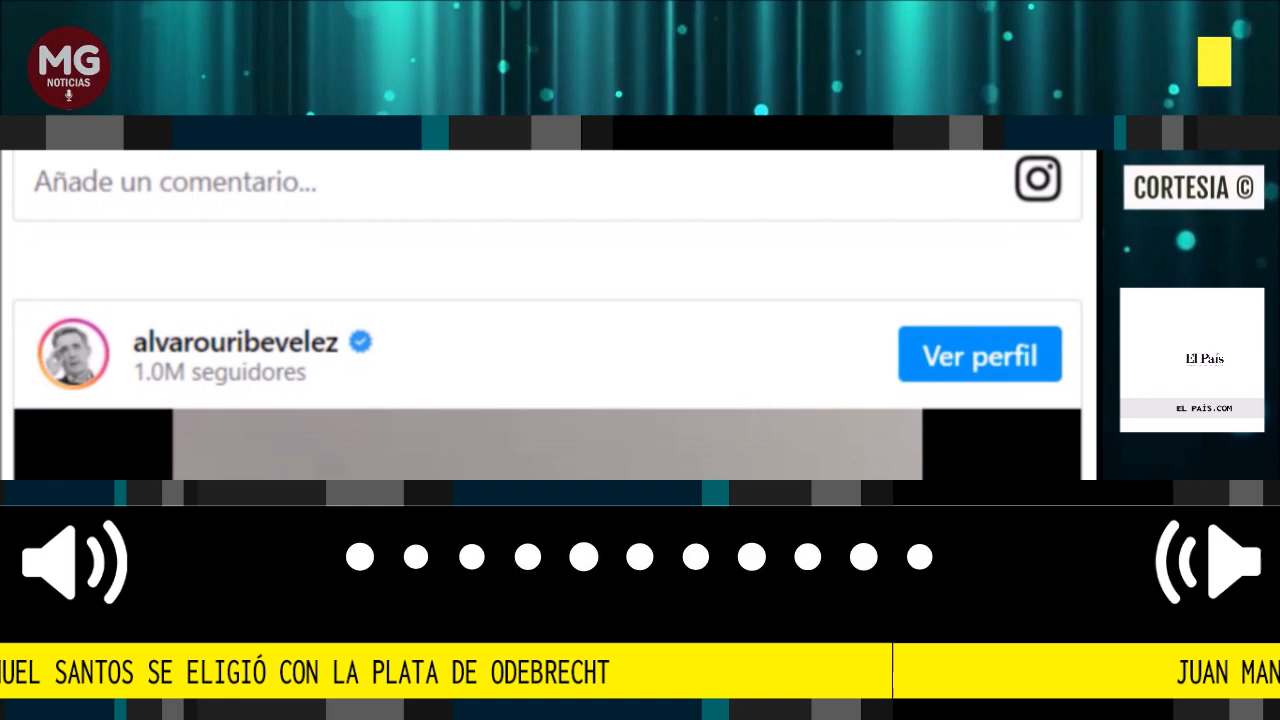 MG
NOTICIAS
Añade un comentario...
CORTESIA ©
alvarouribevelez
1.0M seguidores
Ver perfil
El País
EL PAÍS.COM
UEL SANTOS SE ELIGIÓ CON LA PLATA DE ODEBRECHT
JUAN MAN